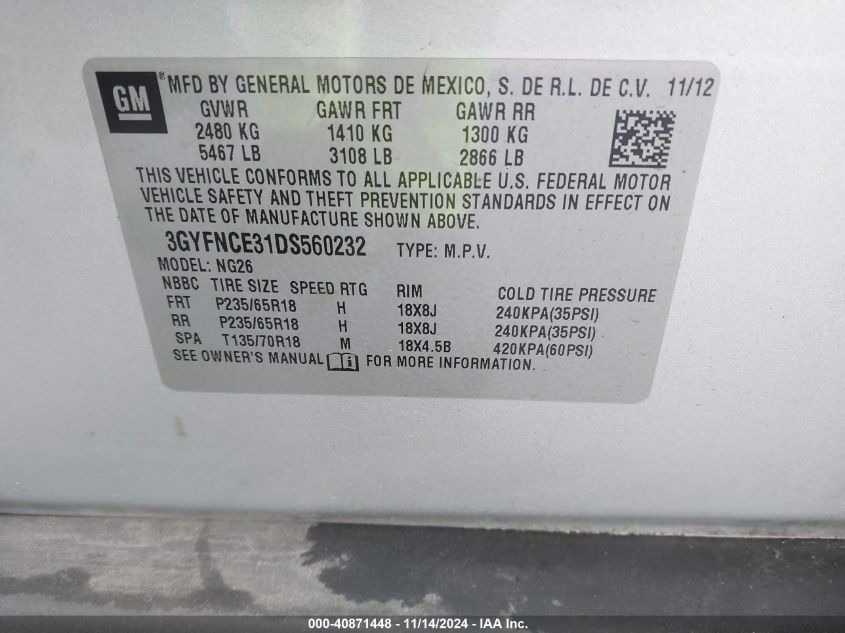 GM ® MFD BY GENERAL MOTORS DE MEXICO, S. DE R.L. DE C.V. 11/12
GVWR GAWR FRT GAWR RR
2480 KG 1410 KG 1300 KG
5467 LB 3108 LB 2866 LB
THIS VEHICLE CONFORMS TO ALL APPLICABLE U.S. FEDERAL MOTOR
VEHICLE SAFETY AND THEFT PREVENTION STANDARDS IN EFFECT ON
THE DATE OF MANUFACTURE SHOWN ABOVE.
3GYFNCE31DS560232 TYPE: M.P.V.
MODEL: NG26
NBBC TIRE SIZE SPEED RTG RIM COLD TIRE PRESSURE
FRT P235/65R18 H 18X8J 240KPA(35PSI)
RR P235/65R18 H 18X8J 240KPA(35PSI)
SPA T135/70R18 M 18X4.5B 420KPA(60PSI)
SEE OWNER'S MANUAL i FOR MORE INFORMATION.
000-40871448 - 11/14/2024 - IAA Inc.